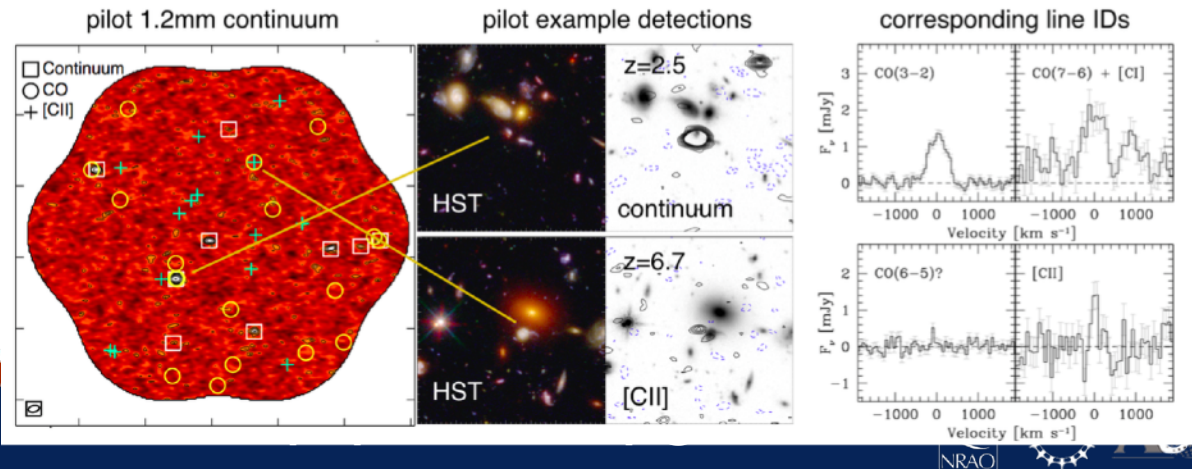 pilot 1.2mm continuum
pilot example detections
corresponding line IDs
Continuum
CO
[CII]
z=2.5
HST
continuum
z=6.7
HST
[CII]
CO(3-2)
CO(7-6) + [CI]
3
2
1
0
Fν [mJy]
-1000 0 1000
-1000 0 1000
Velocity [km s⁻¹]
CO(6-5)?
[CII]
2
1
0
-1
Fν [mJy]
-1000 0 1000
-1000 0 1000
Velocity [km s⁻¹]
NRAO